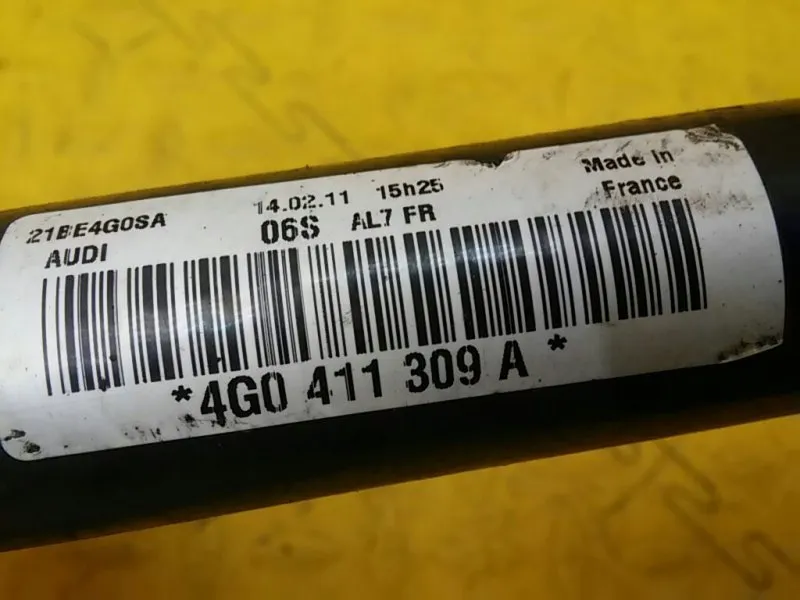 21BE4G0SA 14.02.11 15h25 Made in
AUDI 06S AL7 FR France
*4G0 411 309 A *